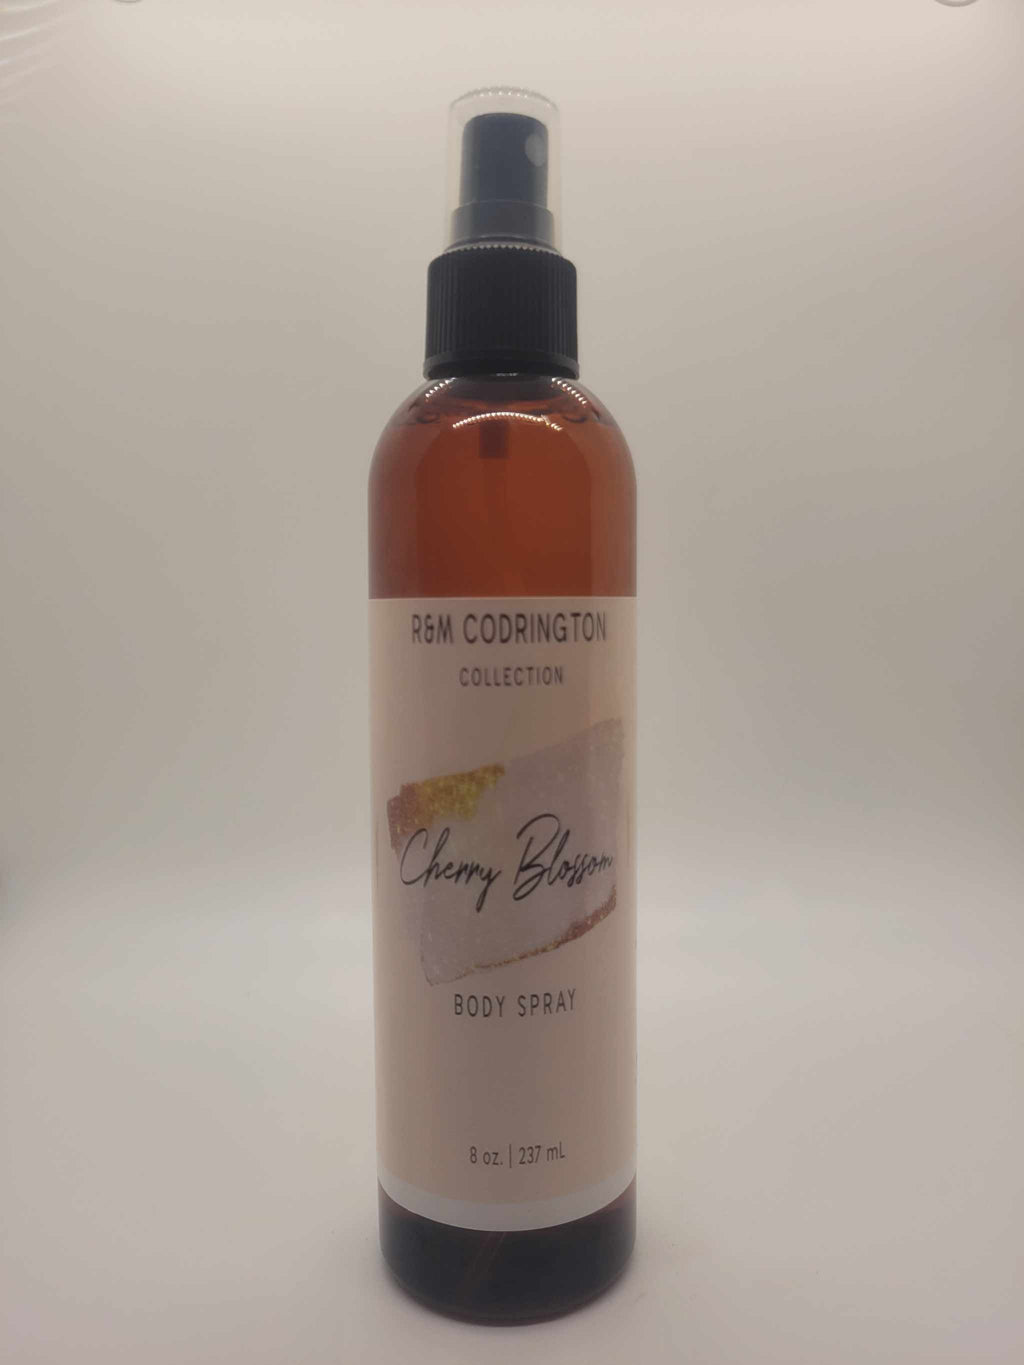 R&M CODRINGTON
COLLECTION
Cherry Blossom
BODY SPRAY
8 oz. | 237 mL